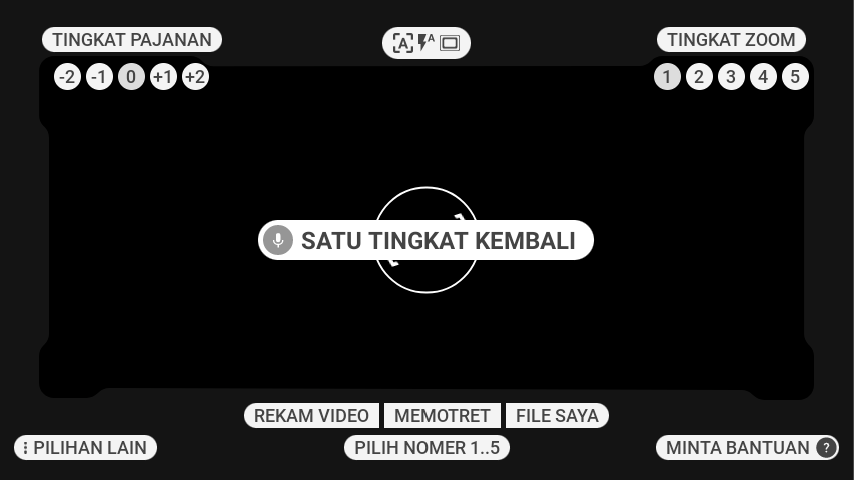 TINGKAT PAJANAN
[A] A
TINGKAT ZOOM
-2 -1 0 +1 +2
1 2 3 4 5
SATU TINGKAT KEMBALI
REKAM VIDEO MEMOTRET FILE SAYA
PILIHAN LAIN
PILIH NOMER 1..5
MINTA BANTUAN ?